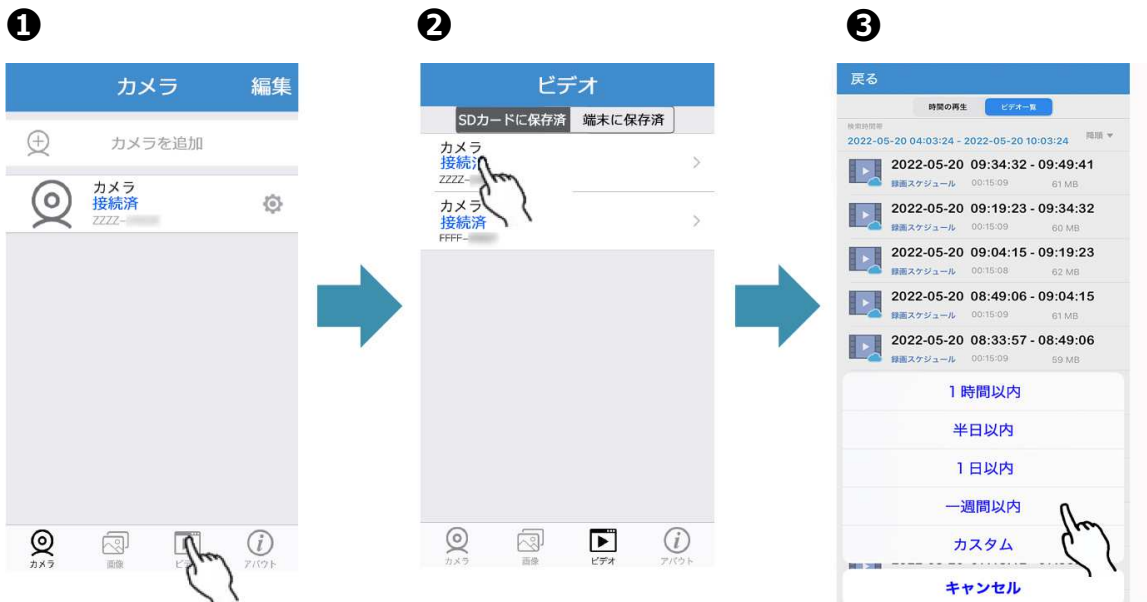 ❶
カメラ 編集
カメラを追加
カメラ
接続済
ZZZZ-
カメラ 画像 アバウト
❷
ビデオ
SDカードに保存済 端末に保存済
カメラ
接続済
ZZZZ-
カメラ
接続済
FFFF-
カメラ 画像 ビデオ アバウト
❸
戻る
時間の再生 ビデオ一覧
検索時間帯
2022-05-20 04:03:24 - 2022-05-20 10:03:24 降順
2022-05-20 09:34:32 - 09:49:41
録画スケジュール 00:15:09 61 MB
2022-05-20 09:19:23 - 09:34:32
録画スケジュール 00:15:09 60 MB
2022-05-20 09:04:15 - 09:19:23
録画スケジュール 00:15:08 62 MB
2022-05-20 08:49:06 - 09:04:15
録画スケジュール 00:15:09 61 MB
2022-05-20 08:33:57 - 08:49:06
録画スケジュール 00:15:09 59 MB
1 時間以内
半日以内
1 日以内
一週間以内
カスタム
キャンセル